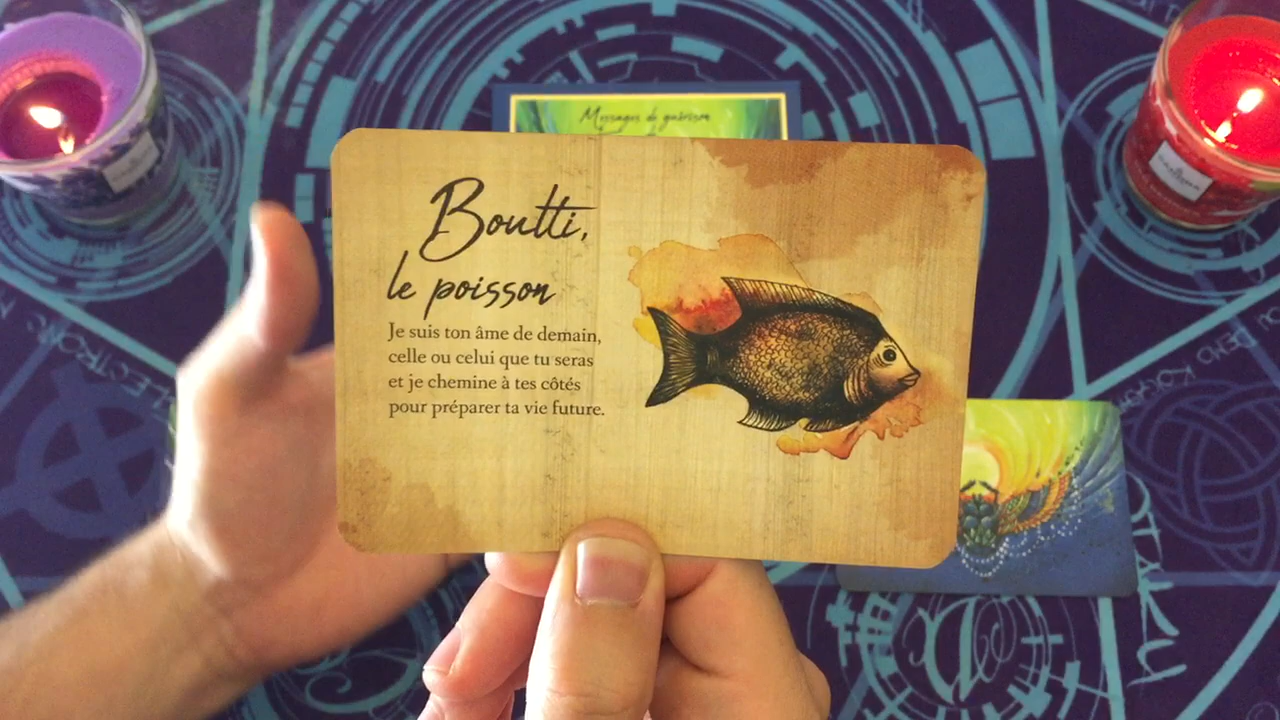 Messages de guérison
Boutti,
le poisson
Je suis ton âme de demain,
celle ou celui que tu seras
et je chemine à tes côtés
pour préparer ta vie future.
OTAKU